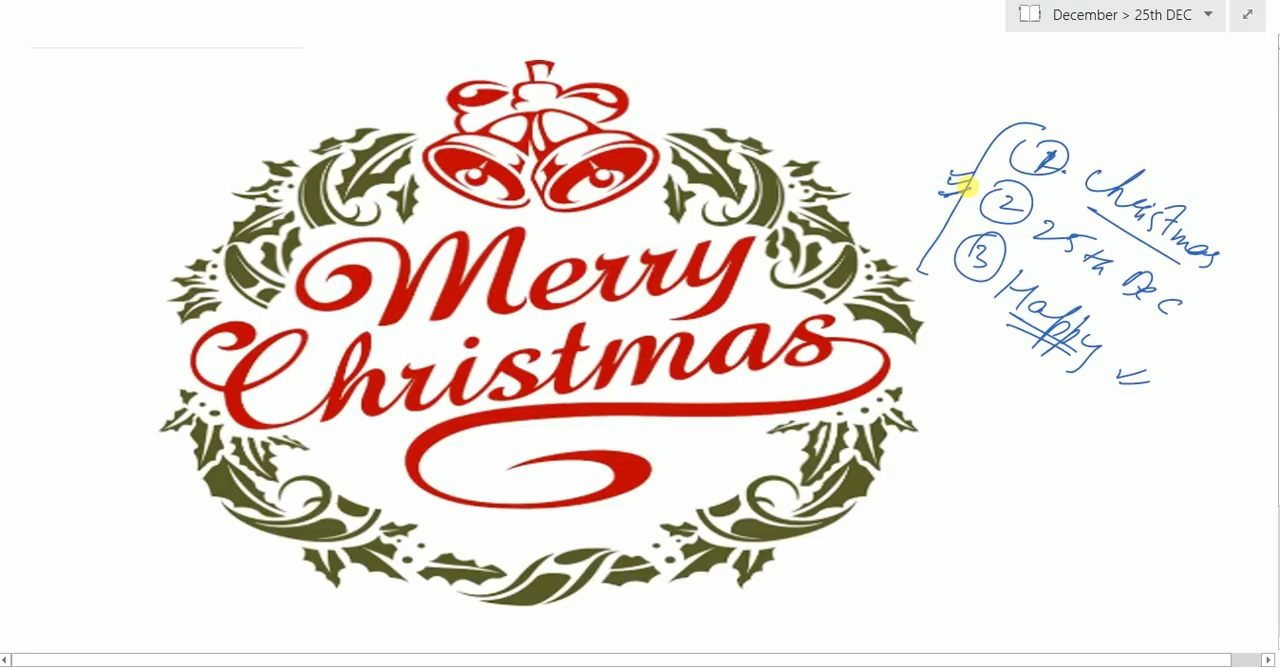 December > 25th DEC
Merry
Christmas
1. Christmas
2 25th DEC
3 Happy